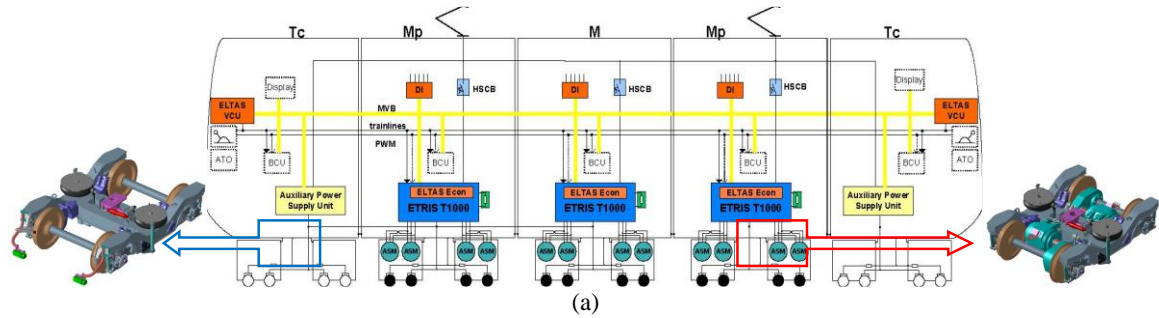 Tc Mp M Mp Tc
Display DI HSCB DI HSCB DI HSCB Display
ELTAS VCU MVB ELTAS VCU
trainlines
ATO PWM BCU BCU BCU BCU BCU ATO
Auxiliary Power Supply Unit ELTAS Econ ELTAS Econ ELTAS Econ Auxiliary Power Supply Unit
ETRIS T1000 ETRIS T1000 ETRIS T1000
ASM ASM ASM ASM ASM ASM ASM ASM ASM ASM ASM ASM
(a)